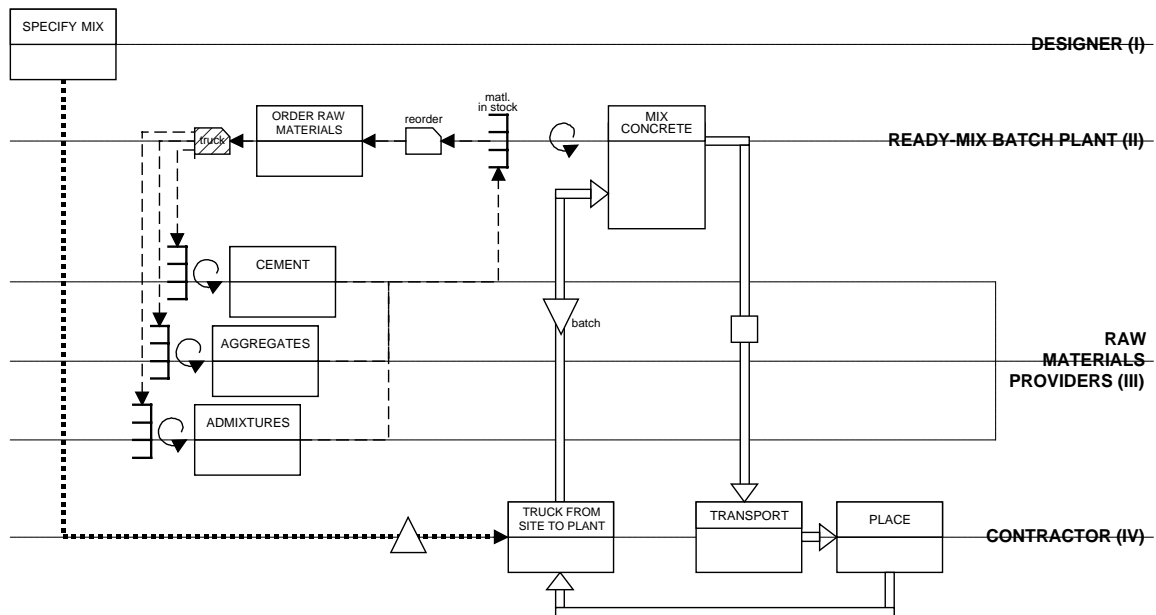 SPECIFY MIX
DESIGNER (I)
matl.
in stock
ORDER RAW
MATERIALS
reorder
MIX
CONCRETE
truck
READY-MIX BATCH PLANT (II)
CEMENT
batch
AGGREGATES
RAW
MATERIALS
PROVIDERS (III)
ADMIXTURES
TRUCK FROM
SITE TO PLANT
TRANSPORT
PLACE
CONTRACTOR (IV)